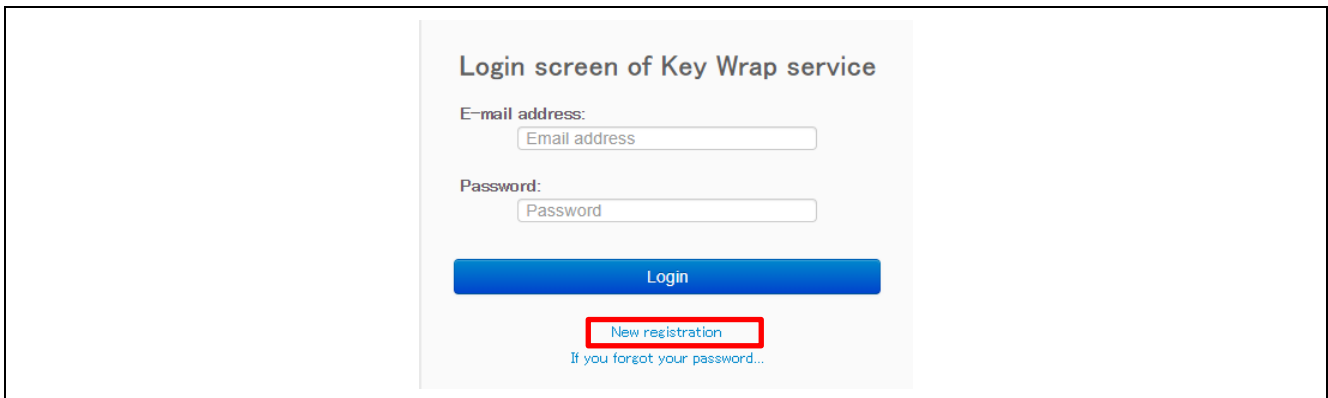 Login screen of Key Wrap service
E-mail address:
Email address
Password:
Password
Login
New registration
If you forgot your password...